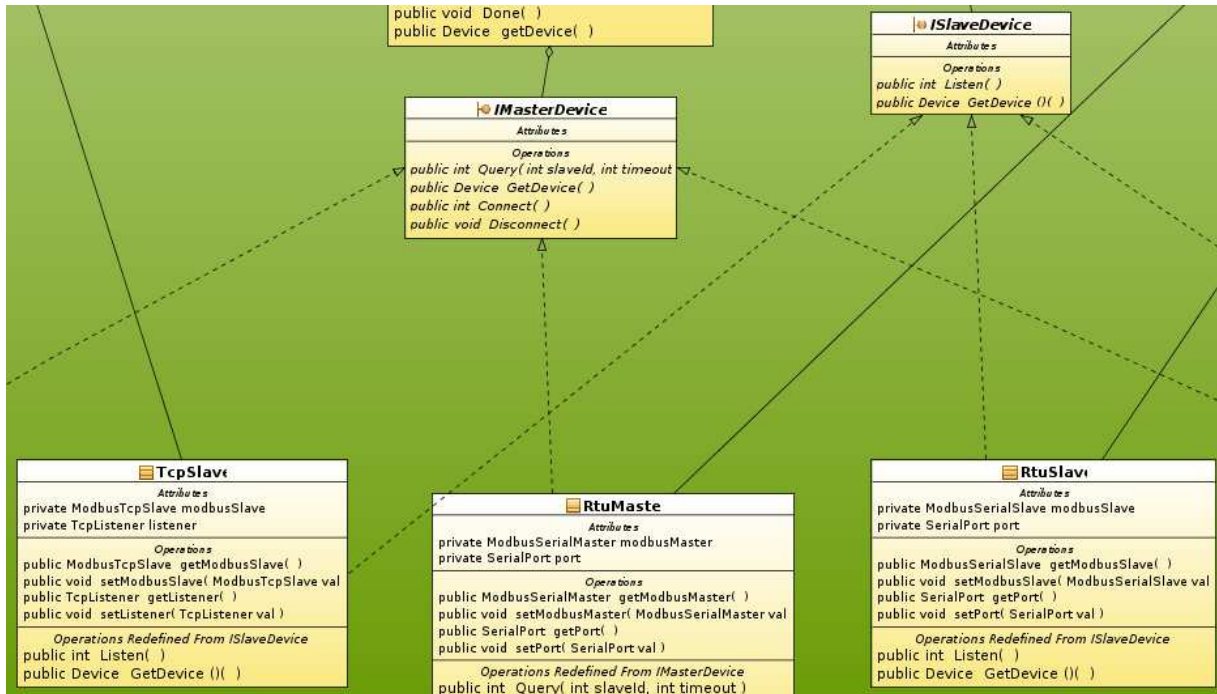 public void Done( )
public Device getDevice( )
IMasterDevice
Attributes
Operations
public int Query( int slaveId, int timeout
public Device GetDevice( )
public int Connect( )
public void Disconnect( )
ISlaveDevice
Attributes
Operations
public int Listen( )
public Device GetDevice ()( )
TcpSlave
Attributes
private ModbusTcpSlave modbusSlave
private TcpListener listener
Operations
public ModbusTcpSlave getModbusSlave( )
public void setModbusSlave( ModbusTcpSlave val
public TcpListener getListener( )
public void setListener( TcpListener val )
Operations Redefined From ISlaveDevice
public int Listen( )
public Device GetDevice ()( )
RtuMaste
Attributes
private ModbusSerialMaster modbusMaster
private SerialPort port
Operations
public ModbusSerialMaster getModbusMaster( )
public void setModbusMaster( ModbusSerialMaster val
public SerialPort getPort( )
public void setPort( SerialPort val )
Operations Redefined From IMasterDevice
public int Query( int slaveId, int timeout )
RtuSlav
Attributes
private ModbusSerialSlave modbusSlave
private SerialPort port
Operations
public ModbusSerialSlave getModbusSlave( )
public void setModbusSlave( ModbusSerialSlave val
public SerialPort getPort( )
public void setPort( SerialPort val )
Operations Redefined From ISlaveDevice
public int Listen( )
public Device GetDevice ()( )